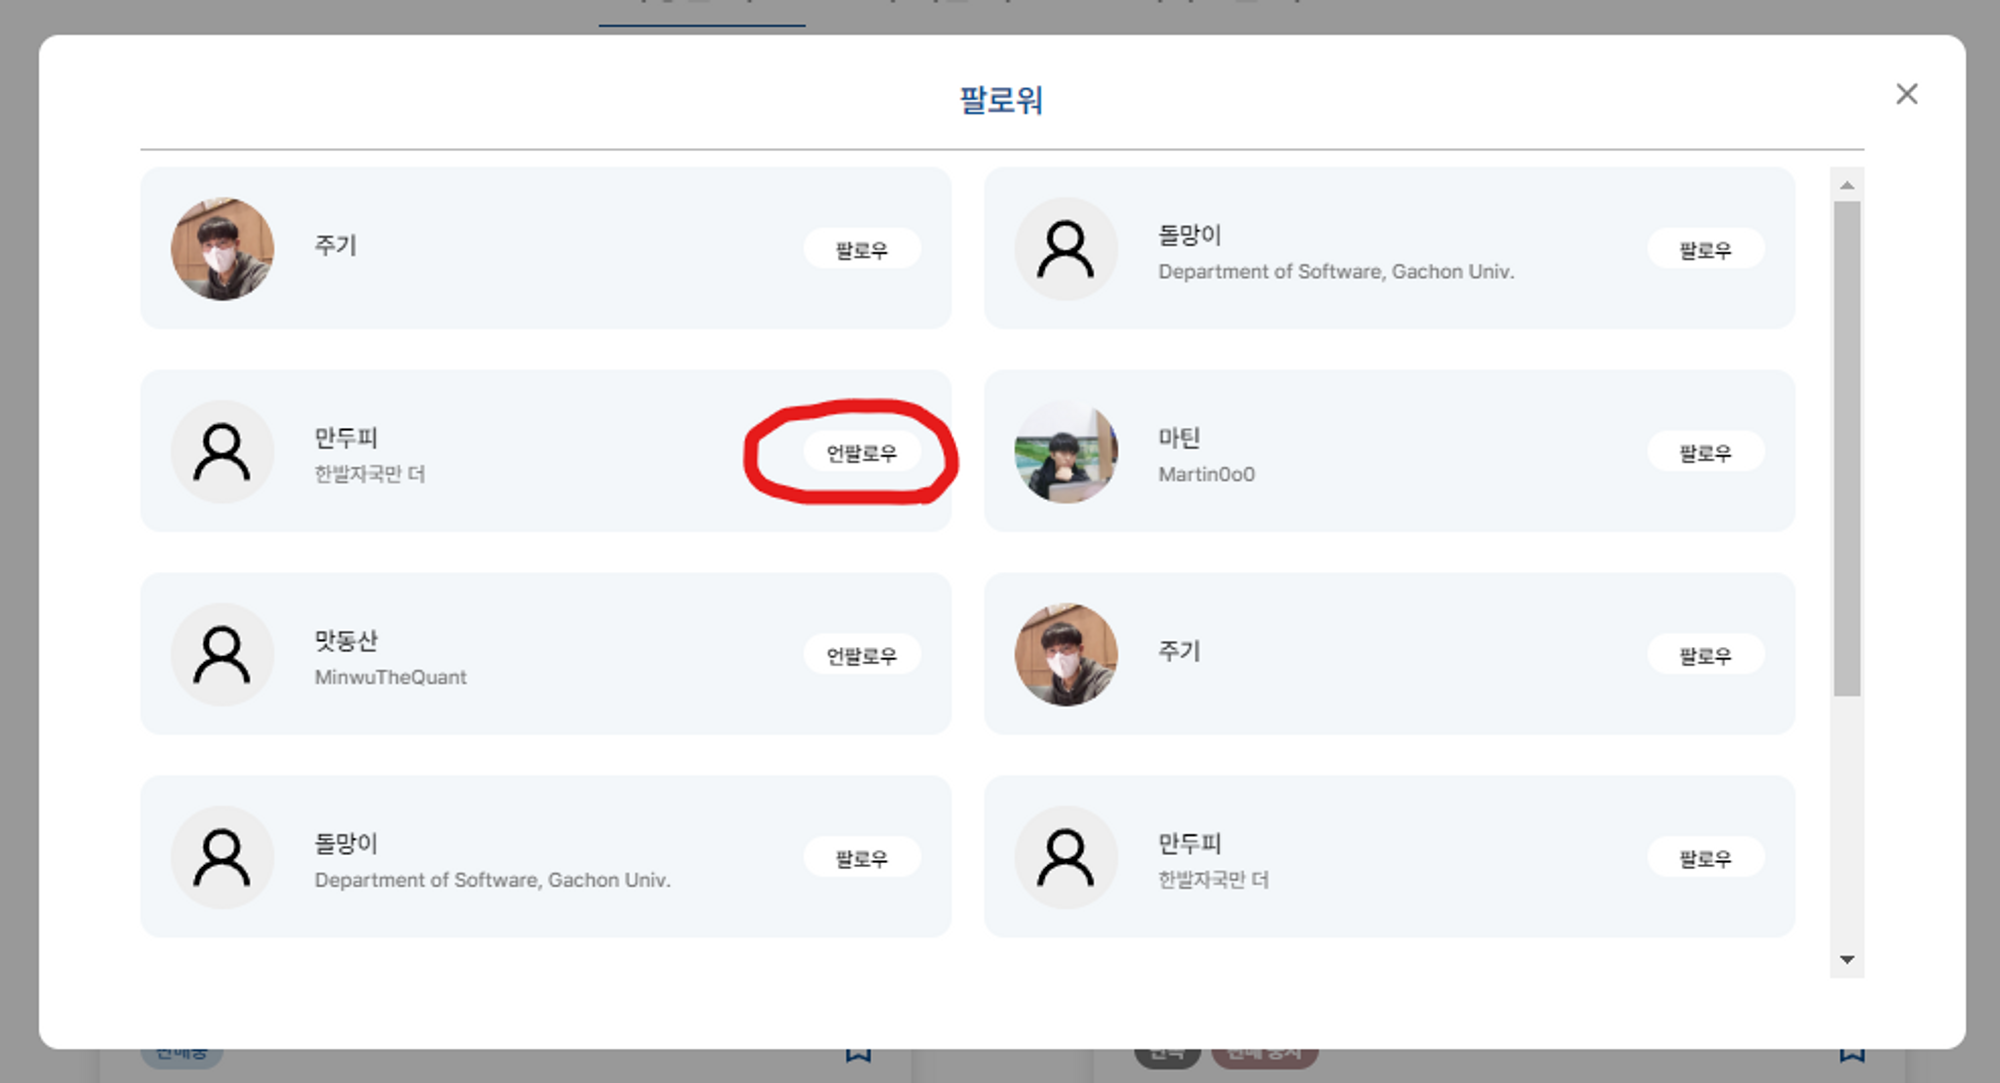 팔로워
주기
팔로우
돌망이
Department of Software, Gachon Univ.
팔로우
만두피
한발자국만 더
언팔로우
마틴
Martin0o0
팔로우
맛동산
MinwuTheQuant
언팔로우
주기
팔로우
돌망이
Department of Software, Gachon Univ.
팔로우
만두피
한발자국만 더
팔로우